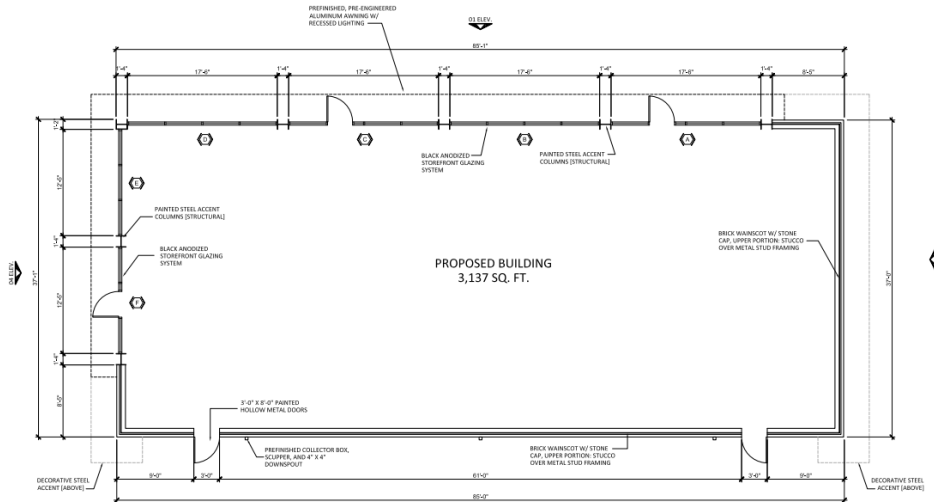 PREFINISHED, PRE-ENGINEERED
ALUMINUM AWNING W/
RECESSED LIGHTING
01 ELEV.
85'-1"
1'-4"
17'-6"
1'-4"
17'-6"
1'-4"
17'-6"
1'-4"
17'-6"
1'-4"
8'-5"
D
C
B
A
BLACK ANODIZED
STOREFRONT GLAZING
SYSTEM
PAINTED STEEL ACCENT
COLUMNS [STRUCTURAL]
1'-2"
12'-6"
1'-4"
12'-6"
1'-4"
8'-5"
37'-1"
04 ELEV.
E
PAINTED STEEL ACCENT
COLUMNS [STRUCTURAL]
BLACK ANODIZED
STOREFRONT GLAZING
SYSTEM
F
PROPOSED BUILDING
3,137 SQ. FT.
BRICK WAINSCOT W/ STONE
CAP, UPPER PORTION: STUCCO
OVER METAL STUD FRAMING
37'-0"
3'-0" X 8'-0" PAINTED
HOLLOW METAL DOORS
PREFINISHED COLLECTOR BOX,
SCUPPER, AND 4" X 4"
DOWNSPOUT
BRICK WAINSCOT W/ STONE
CAP, UPPER PORTION: STUCCO
OVER METAL STUD FRAMING
DECORATIVE STEEL
ACCENT [ABOVE]
9'-0"
3'-0"
61'-0"
3'-0"
9'-0"
DECORATIVE STEEL
ACCENT [ABOVE]
85'-0"